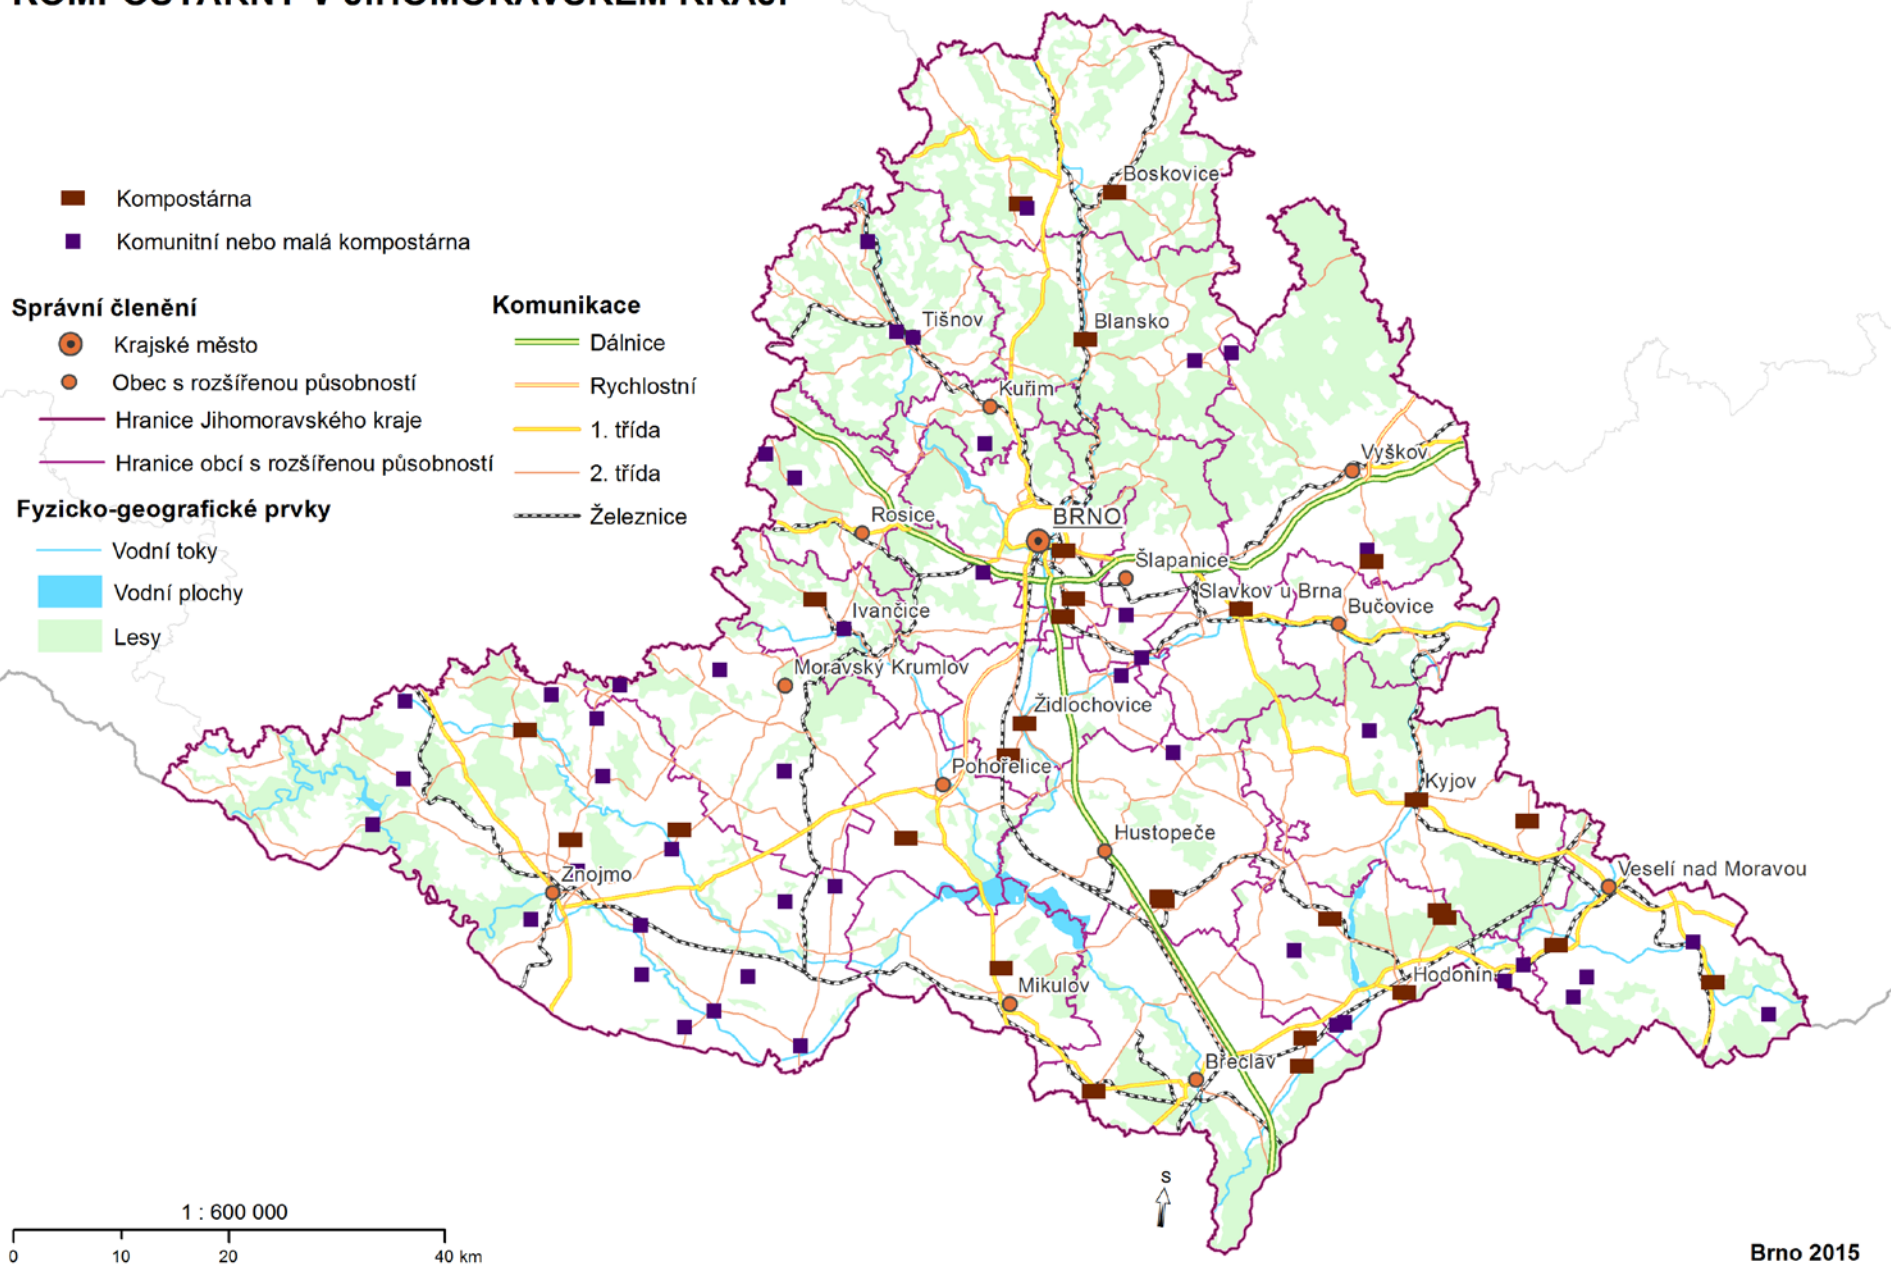 KOMPOSTÁRNY V JIHOMORAVSKÉM KRAJI
Kompostárna
Komunitní nebo malá kompostárna
Správní členění
Krajské město
Obec s rozšířenou působností
Hranice Jihomoravského kraje
Hranice obcí s rozšířenou působností
Fyzicko-geografické prvky
Vodní toky
Vodní plochy
Lesy
Komunikace
Dálnice
Rychlostní
1. třída
2. třída
Železnice
Boskovice
Tišnov
Blansko
Kuřim
Vyškov
Rosice
BRNO
Šlapanice
Slavkov u Brna
Bučovice
Ivančice
Moravský Krumlov
Židlochovice
Pohořelice
Kyjov
Hustopeče
Znojmo
Veselí nad Moravou
Hodonín
Mikulov
Břeclav
S
1 : 600 000
0 10 20 40 km
Brno 2015